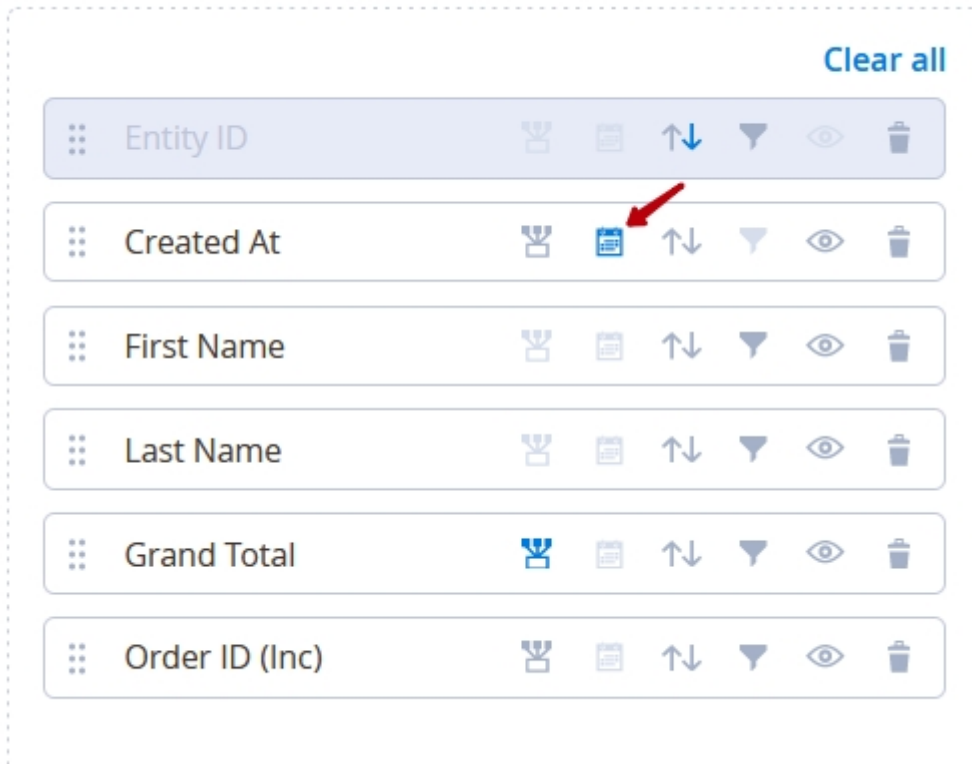 Clear all
Entity ID
Created At
First Name
Last Name
Grand Total
Order ID (Inc)